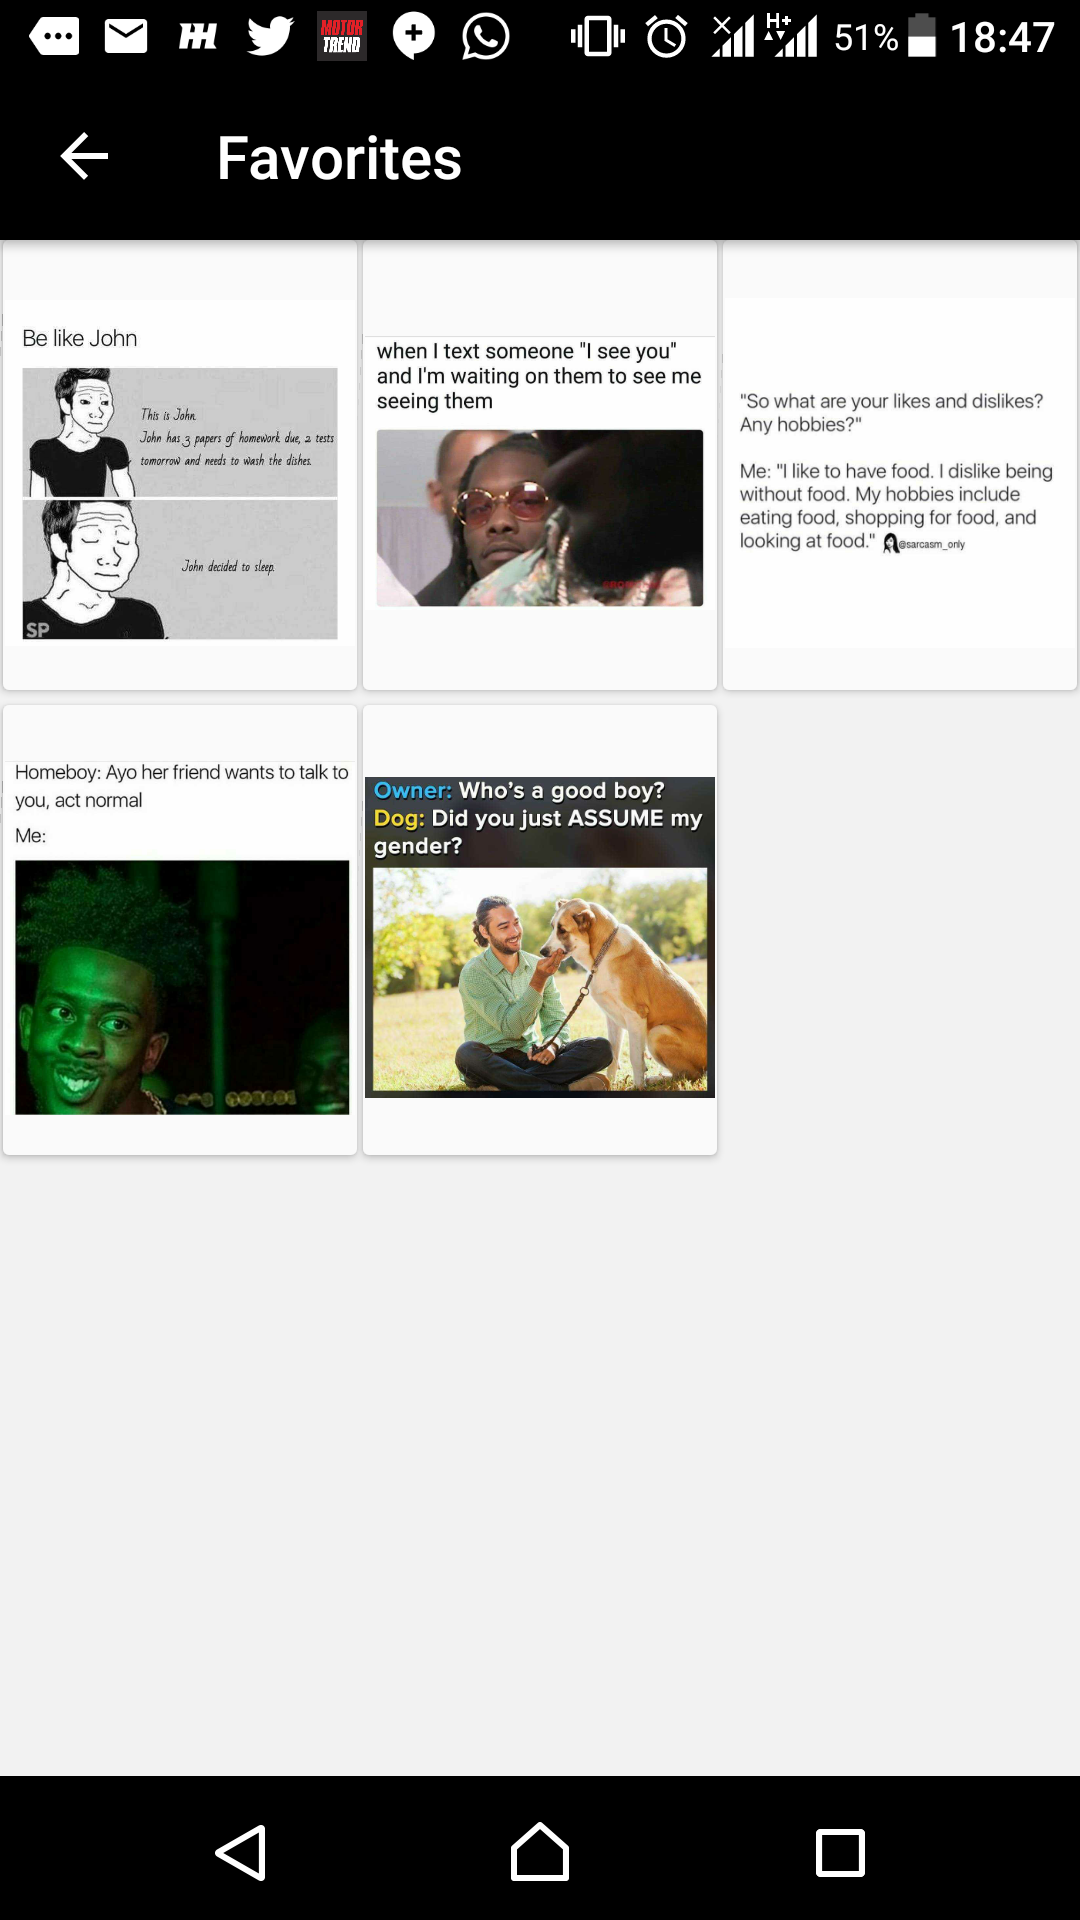 MOTOR
TREND
H+
51%
18:47
Favorites
Be like John
This is John.
John has 3 papers of homework due, 2 tests
tomorrow and needs to wash the dishes.
John decided to sleep.
SP
when I text someone "I see you"
and I'm waiting on them to see me
seeing them
"So what are your likes and dislikes?
Any hobbies?"
Me: "I like to have food. I dislike being
without food. My hobbies include
eating food, shopping for food, and
looking at food." @sarcasm_only
Homeboy: Ayo her friend wants to talk to
you, act normal
Me:
Owner: Who's a good boy?
Dog: Did you just ASSUME my
gender?